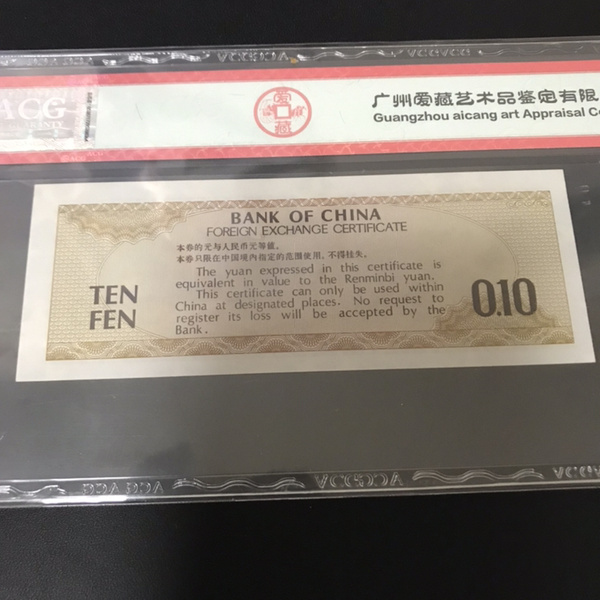 ACG
爱藏
广州爱藏艺术品鉴定有限
Guangzhou aicang art Appraisal Co
BANK OF CHINA
FOREIGN EXCHANGE CERTIFICATE
本券的元与人民币元等值。
本券只限在中国境内指定的范围使用，不得挂失。
The yuan expressed in this certificate is
equivalent in value to the Renminbi yuan.
This certificate can only be used within
China at designated places. No request to
register its loss will be accepted by the
Bank.
TEN
FEN
0.10